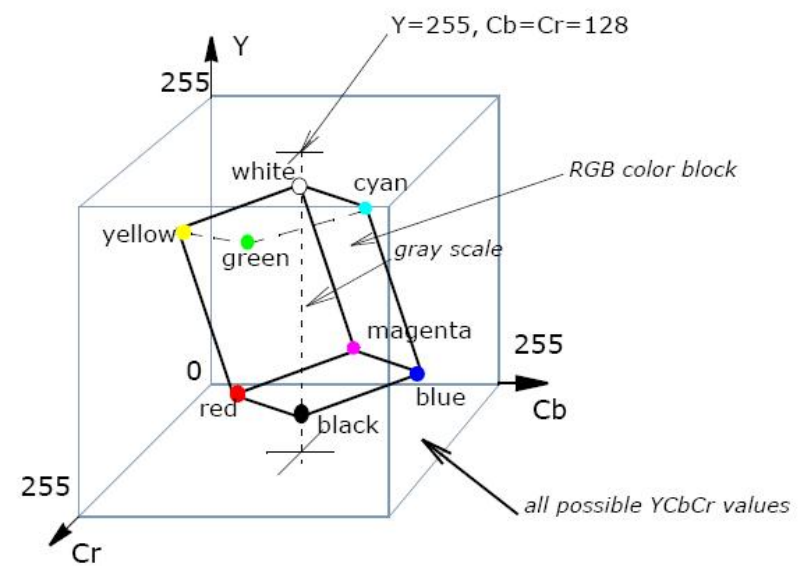 Y=255, Cb=Cr=128
Y
255
white
cyan
RGB color block
yellow
green
gray scale
magenta
255
0
red
blue
Cb
black
255
all possible YCbCr values
Cr